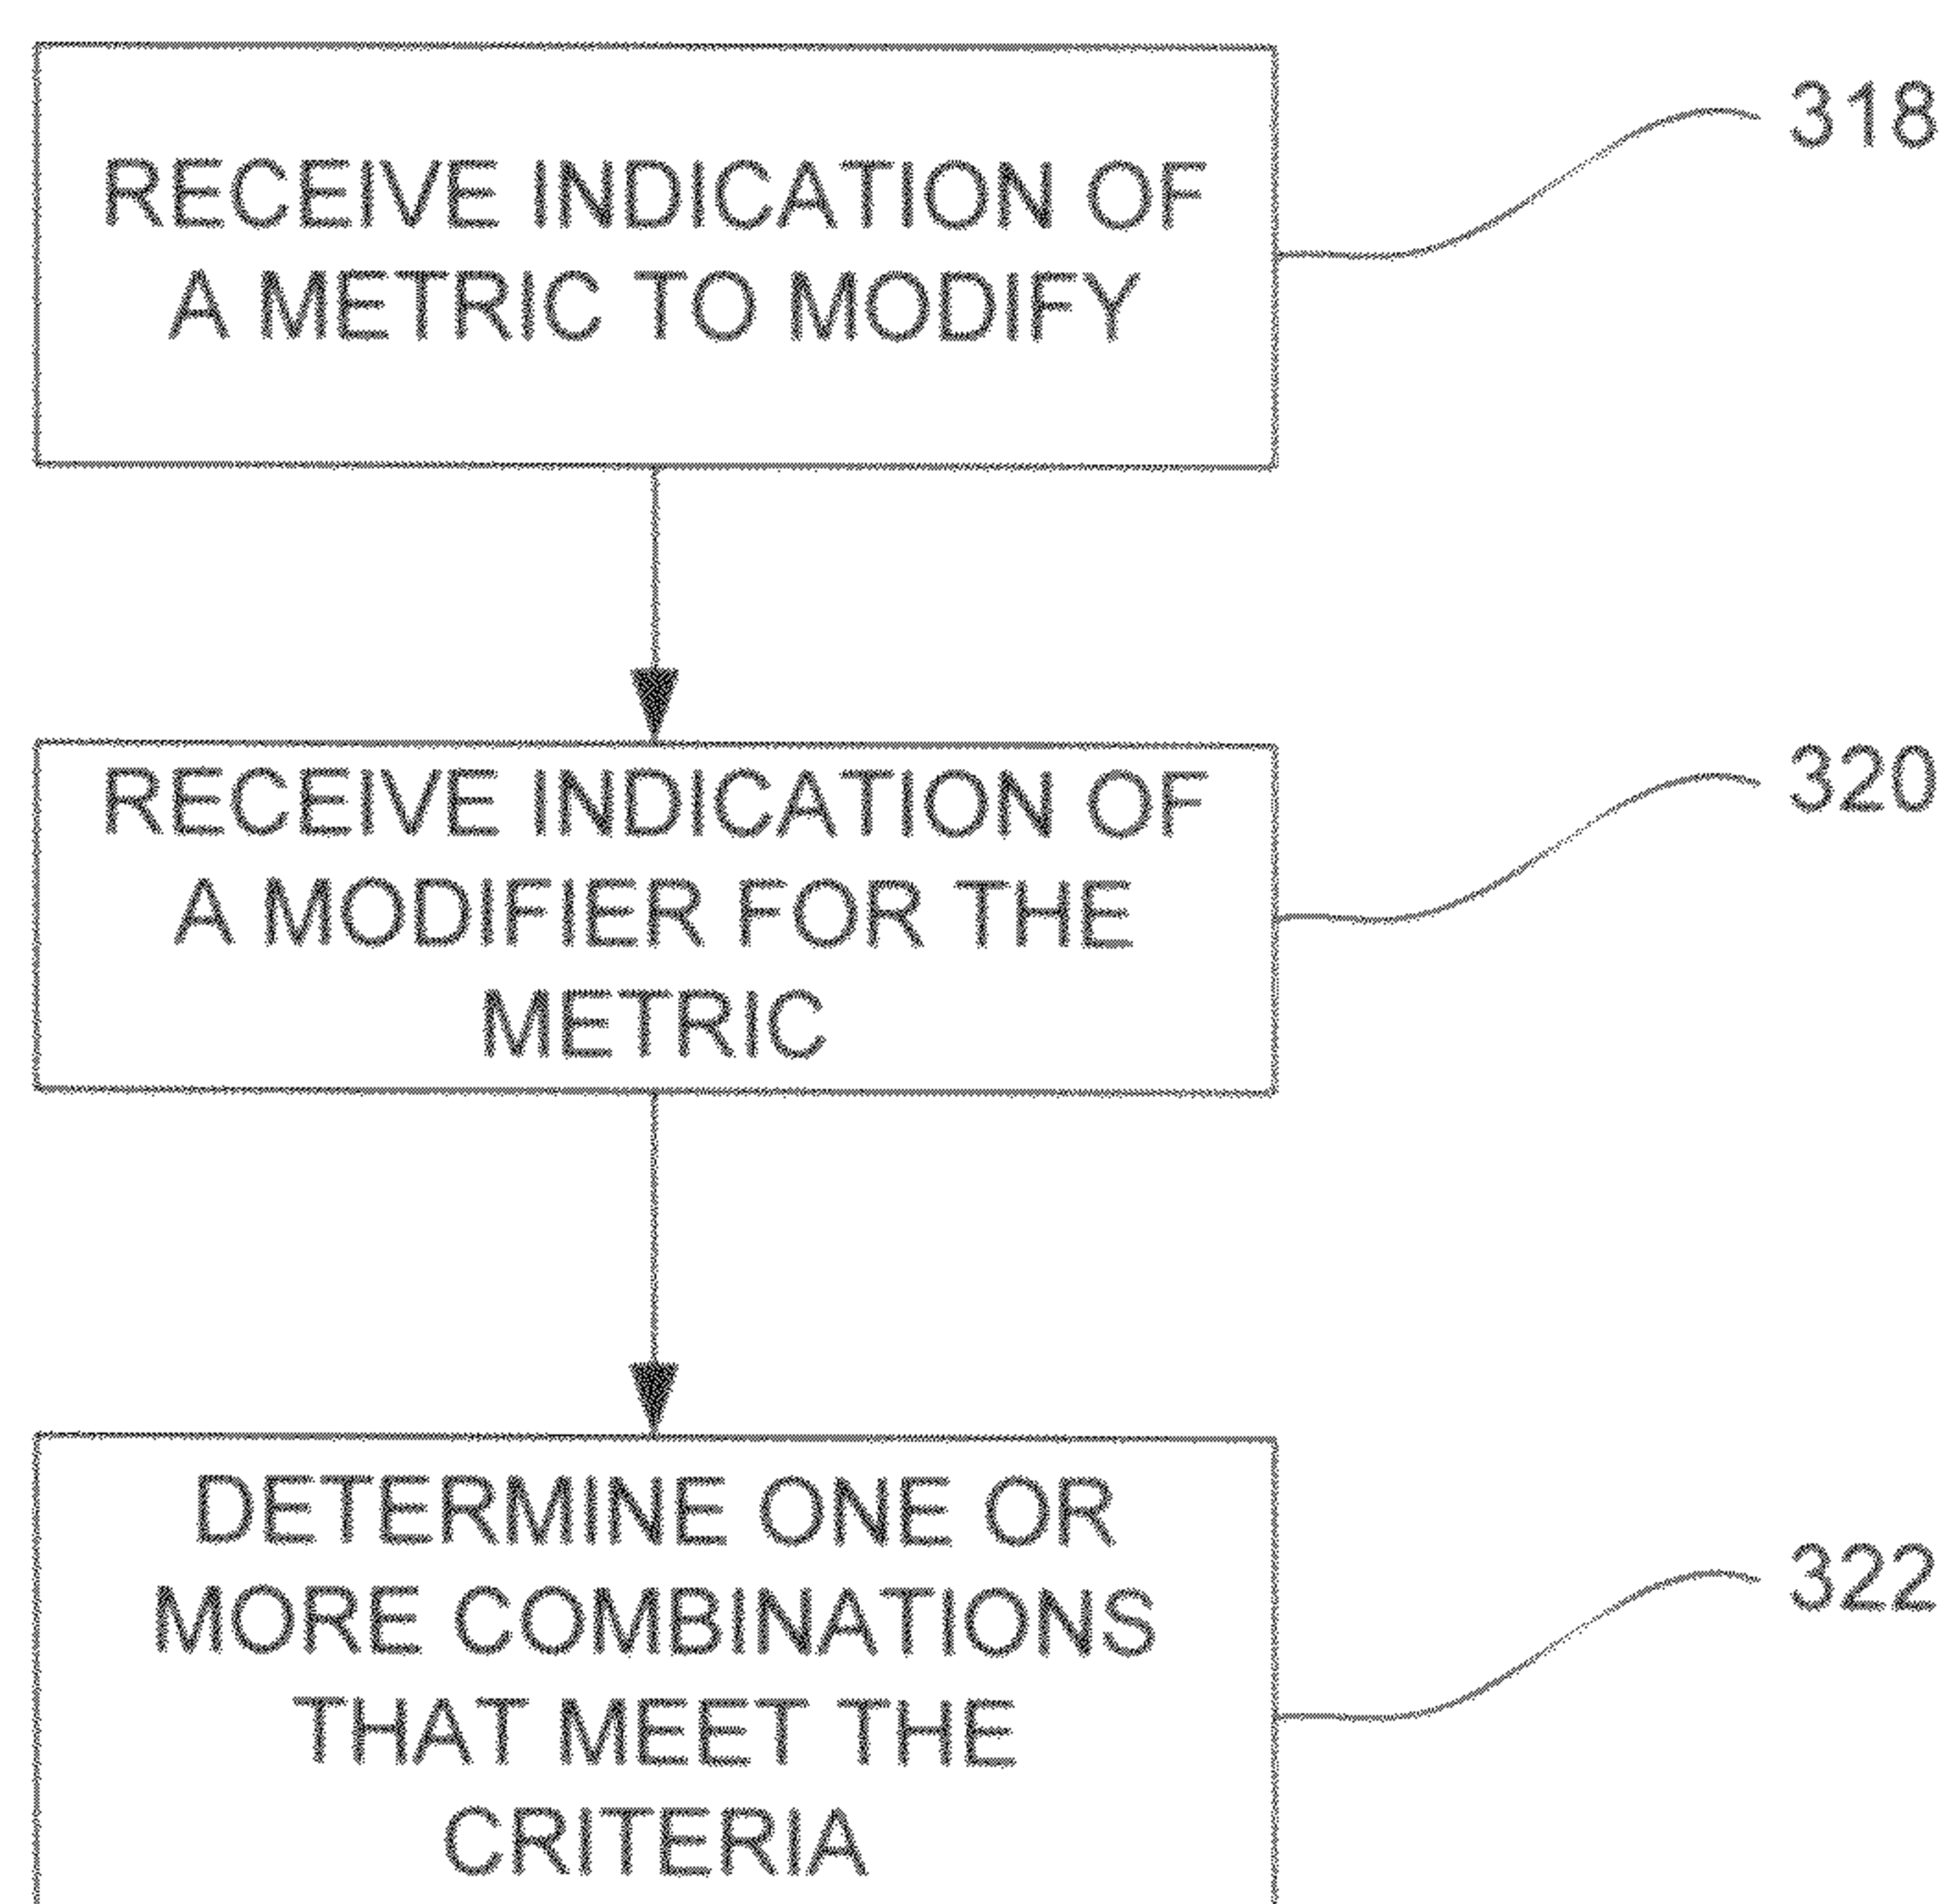 RECEIVE INDICATION OF
A METRIC TO MODIFY
318
RECEIVE INDICATION OF
A MODIFIER FOR THE
METRIC
320
DETERMINE ONE OR
MORE COMBINATIONS
THAT MEET THE
CRITERIA
322